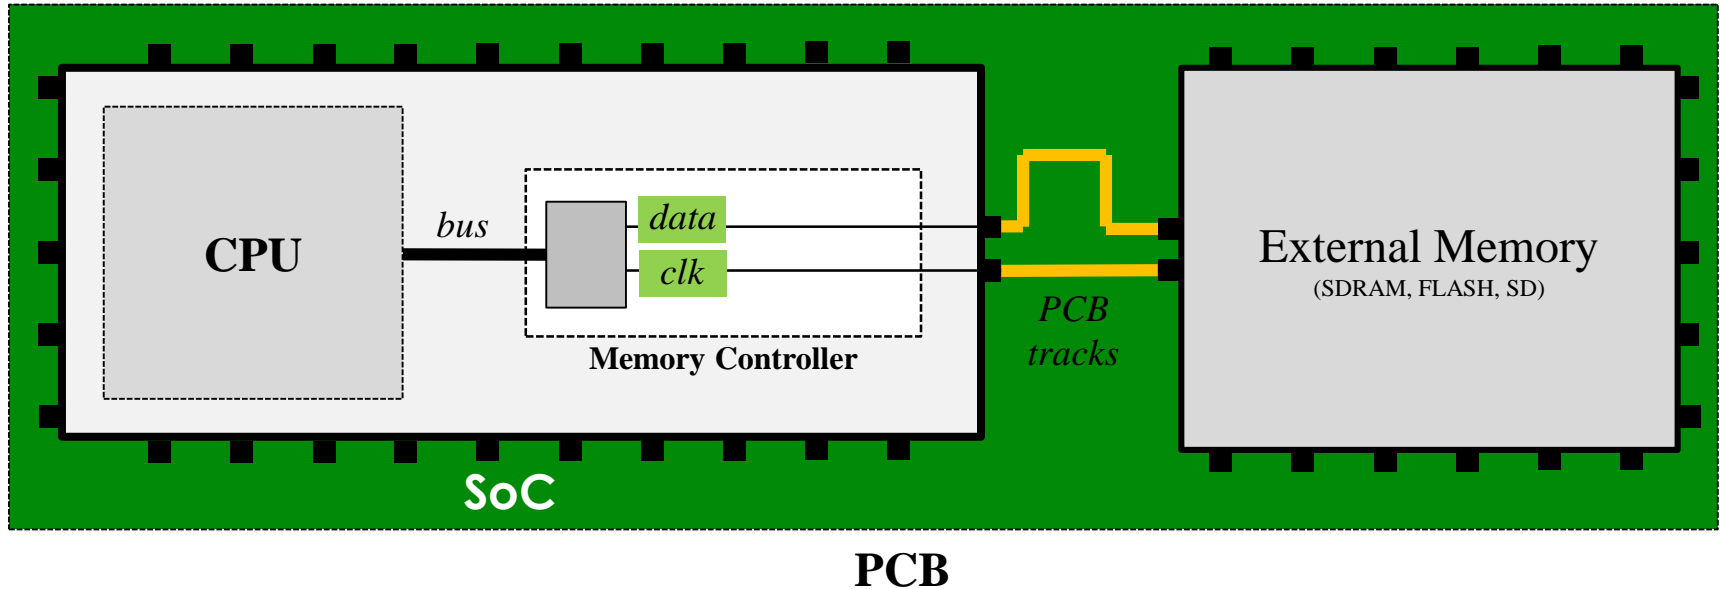 CPU
bus
data
clk
Memory Controller
PCB
tracks
External Memory
(SDRAM, FLASH, SD)
SoC
PCB